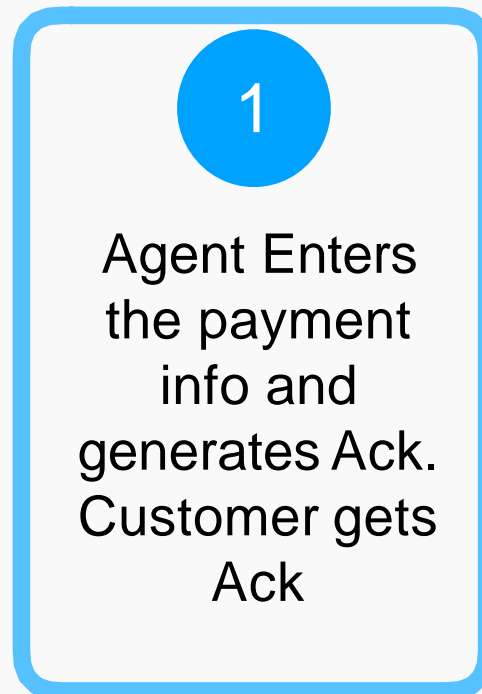 1
Agent Enters
the payment
info and
generates Ack.
Customer gets
Ack